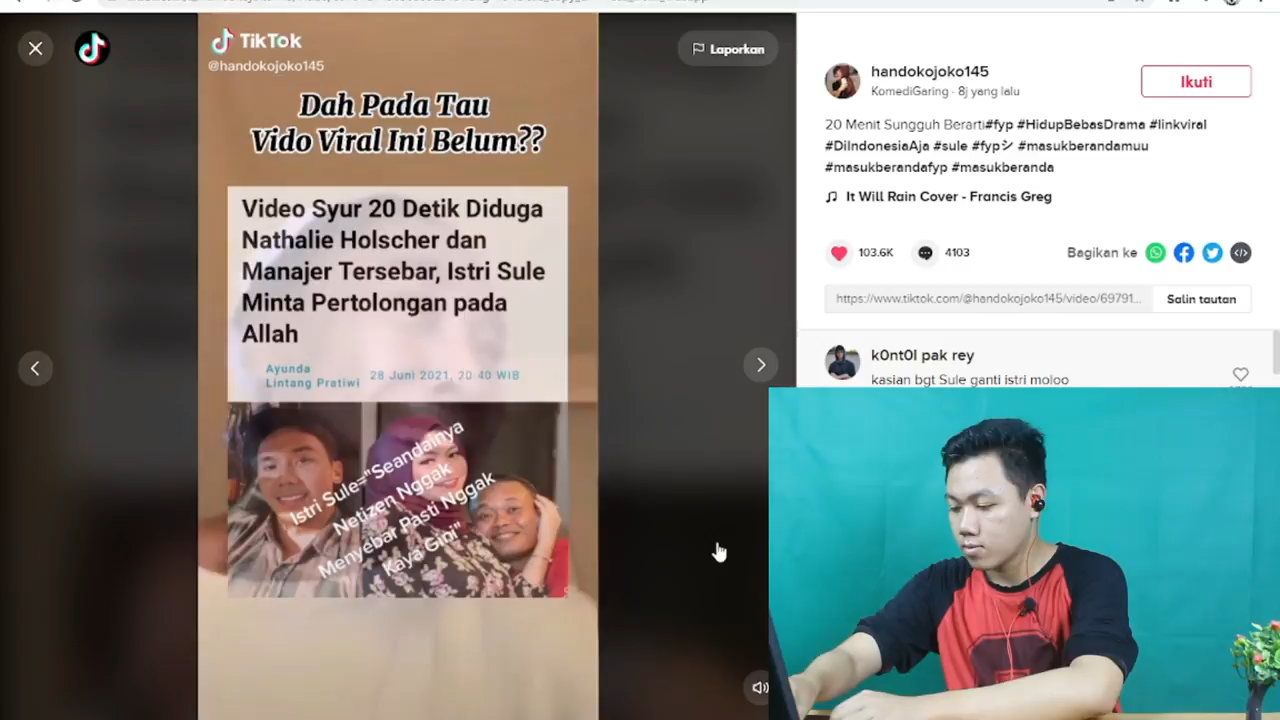 TikTok
@handokojoko145
Laporkan
Dah Pada Tau
Vido Viral Ini Belum??
Video Syur 20 Detik Diduga
Nathalie Holscher dan
Manajer Tersebar, Istri Sule
Minta Pertolongan pada
Allah
Ayunda
Lintang Pratiwi
28 Juni 2021, 20:40 WIB
Istri Sule="Seandainya
Netizen Nggak
Menyebar Pasti Nggak
Kaya Gini"
handokojoko145
KomediGaring · 8j yang lalu
Ikuti
20 Menit Sungguh Berarti#fyp #HidupBebasDrama #linkviral
#DiIndonesiaAja #sule #fypシ #masukberandamuu
#masukberandafyp #masukberanda
It Will Rain Cover - Francis Greg
103.6K
4103
Bagikan ke
https://www.tiktok.com/@handokojoko145/video/69791...
Salin tautan
k0nt0l pak rey
kasian bgt Sule ganti istri moloo